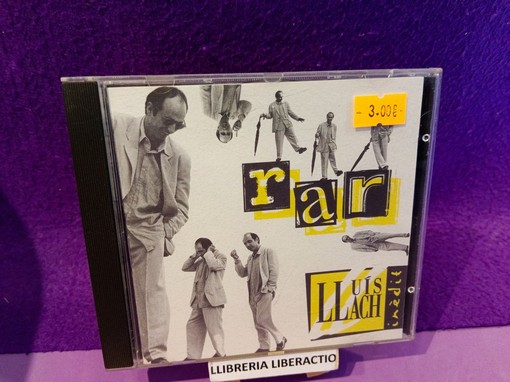 - 3.00€ -
rar
LLUÍS
LLACH
inèdit
LLIBRERIA LIBERACTIO